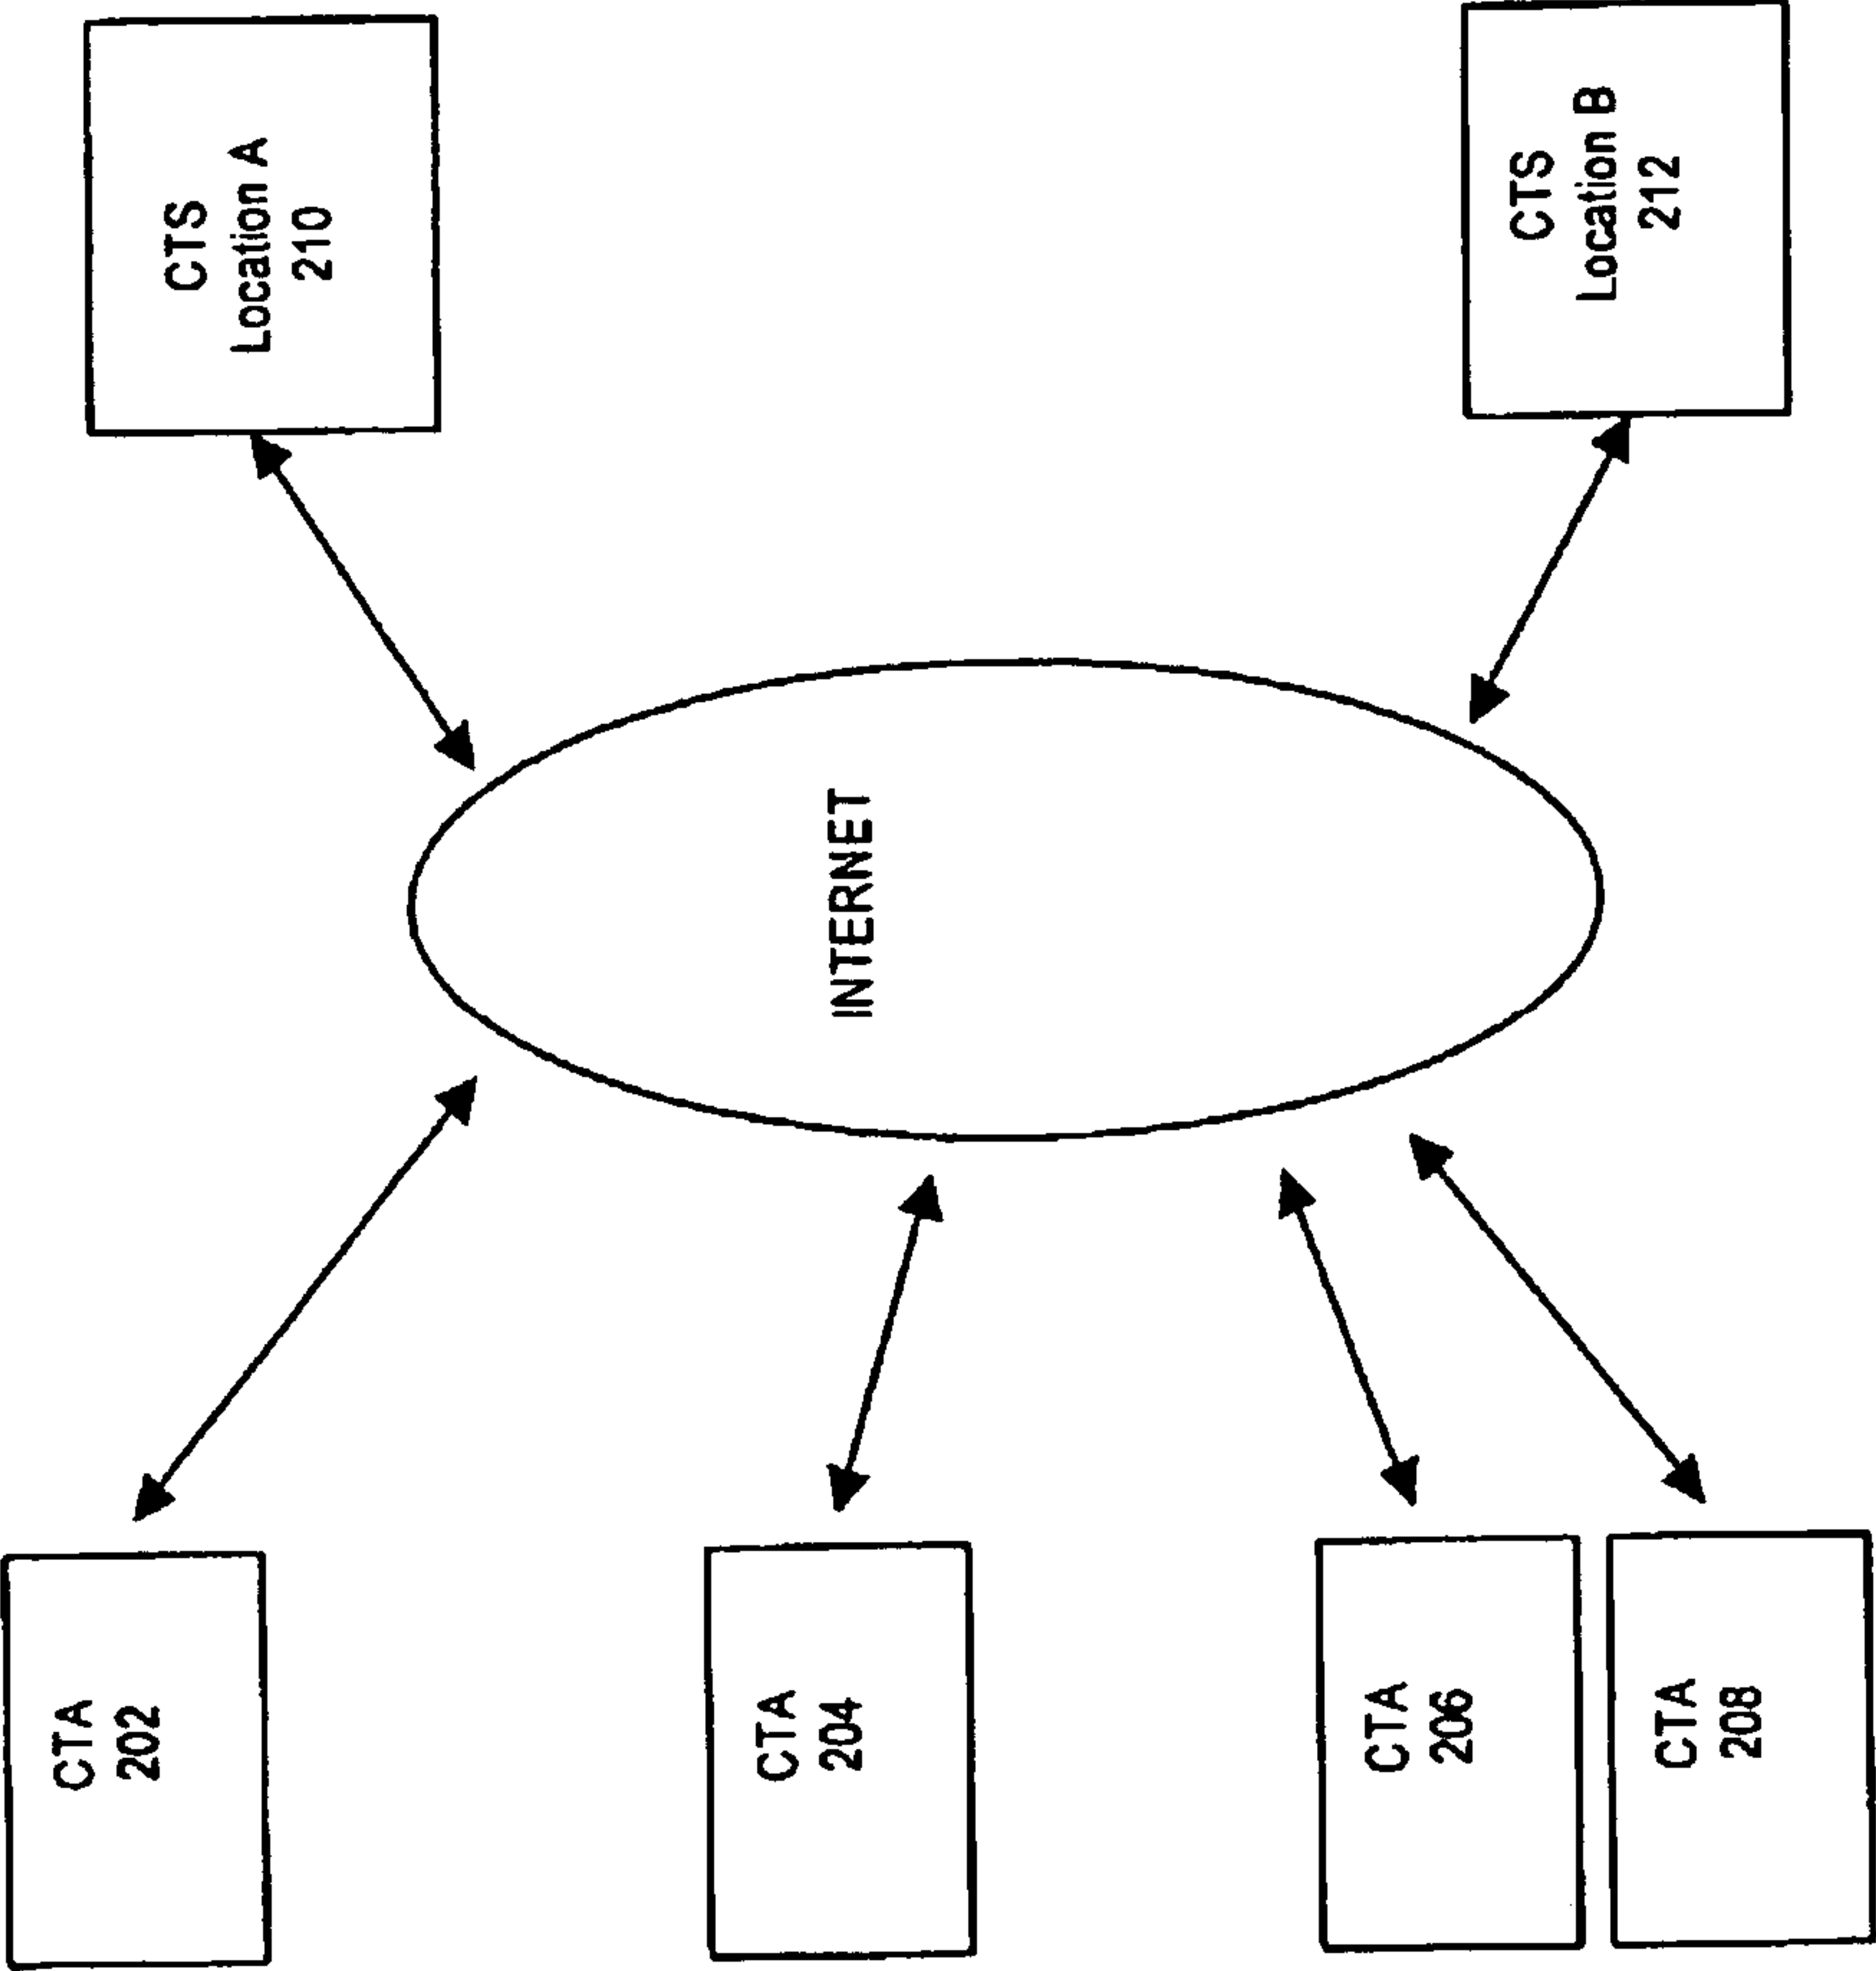 CTA
202
CTA
204
CTA
206
CTA
208
INTERNET
CTS
Location A
210
CTS
Location B
212